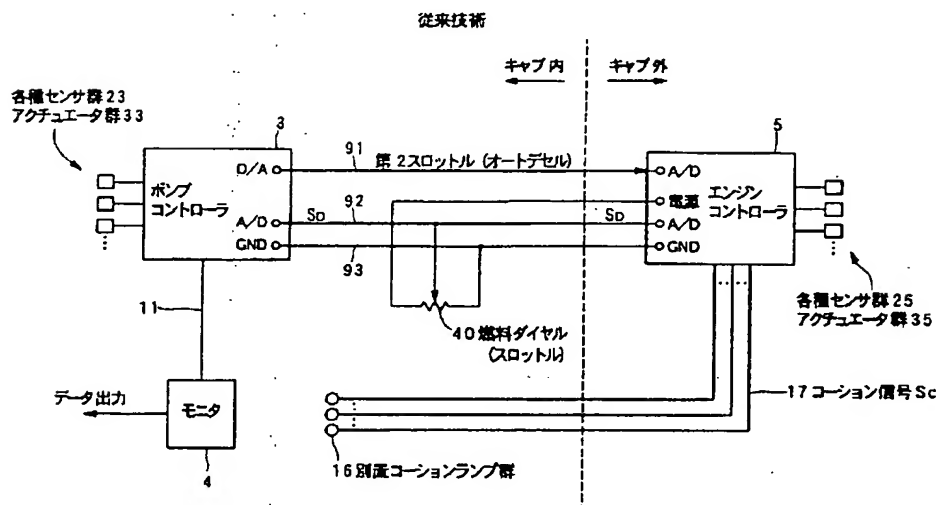 従来技術
キャブ内
キャブ外
各種センサ群23
アクチュエータ群33
3
5
D/A
91
第2スロットル (オートデセル)
A/D
ポンプ
コントローラ
電源
エンジン
コントローラ
A/D
SD
92
SD
A/D
GND
93
GND
11
40燃料ダイヤル
(スロットル)
各種センサ群25
アクチュエータ群35
データ出力
モニタ
4
17コーション信号Sc
16別置コーションランプ群